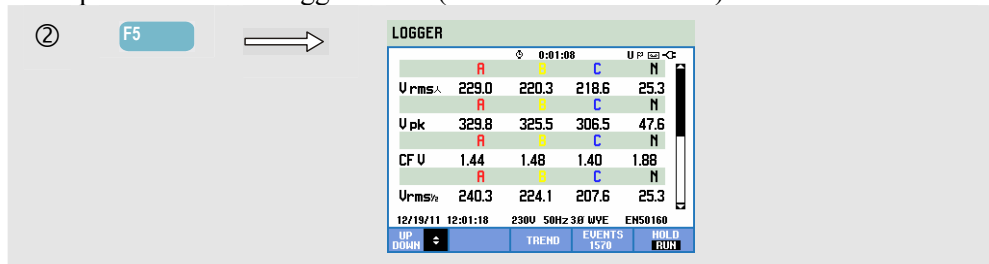 ② F5
LOGGER
0:01:08 U
A B C N
Vrms 229.0 220.3 218.6 25.3
A B C N
V pk 329.8 325.5 306.5 47.6
A B C N
CF V 1.44 1.48 1.40 1.88
A B C N
Vrms½ 240.3 224.1 207.6 25.3
12/19/11 12:01:18 230V 50Hz 3Ø WYE EN50160
UP DOWN TREND EVENTS 1570 HOLD RUN